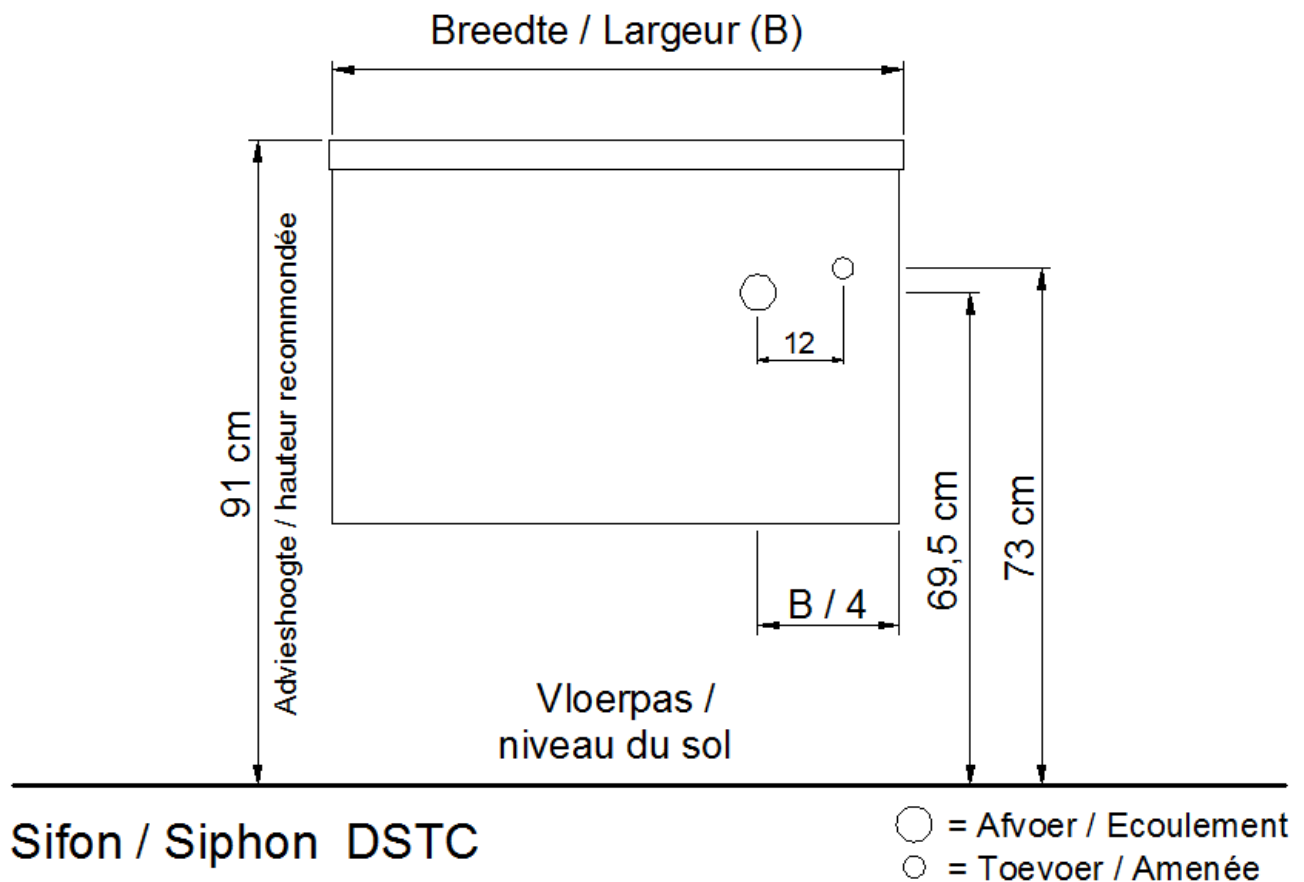 Breedte / Largeur (B)
91 cm
Advieshoogte / hauteur recommondée
12
69,5 cm
73 cm
B / 4
Vloerpas /
niveau du sol
Sifon / Siphon DSTC
= Afvoer / Ecoulement
= Toevoer / Amenée